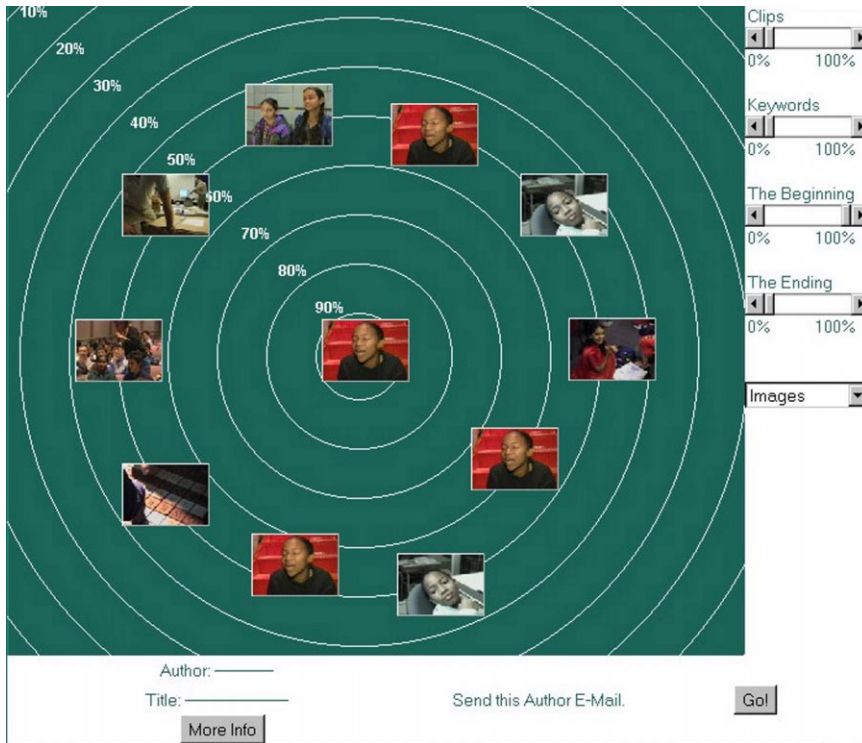 10%
20%
30%
40%
50%
60%
70%
80%
90%
Clips
0% 100%
Keywords
0% 100%
The Beginning
0% 100%
The Ending
0% 100%
Images
Author:
Title:
Send this Author E-Mail.
Go!
More Info